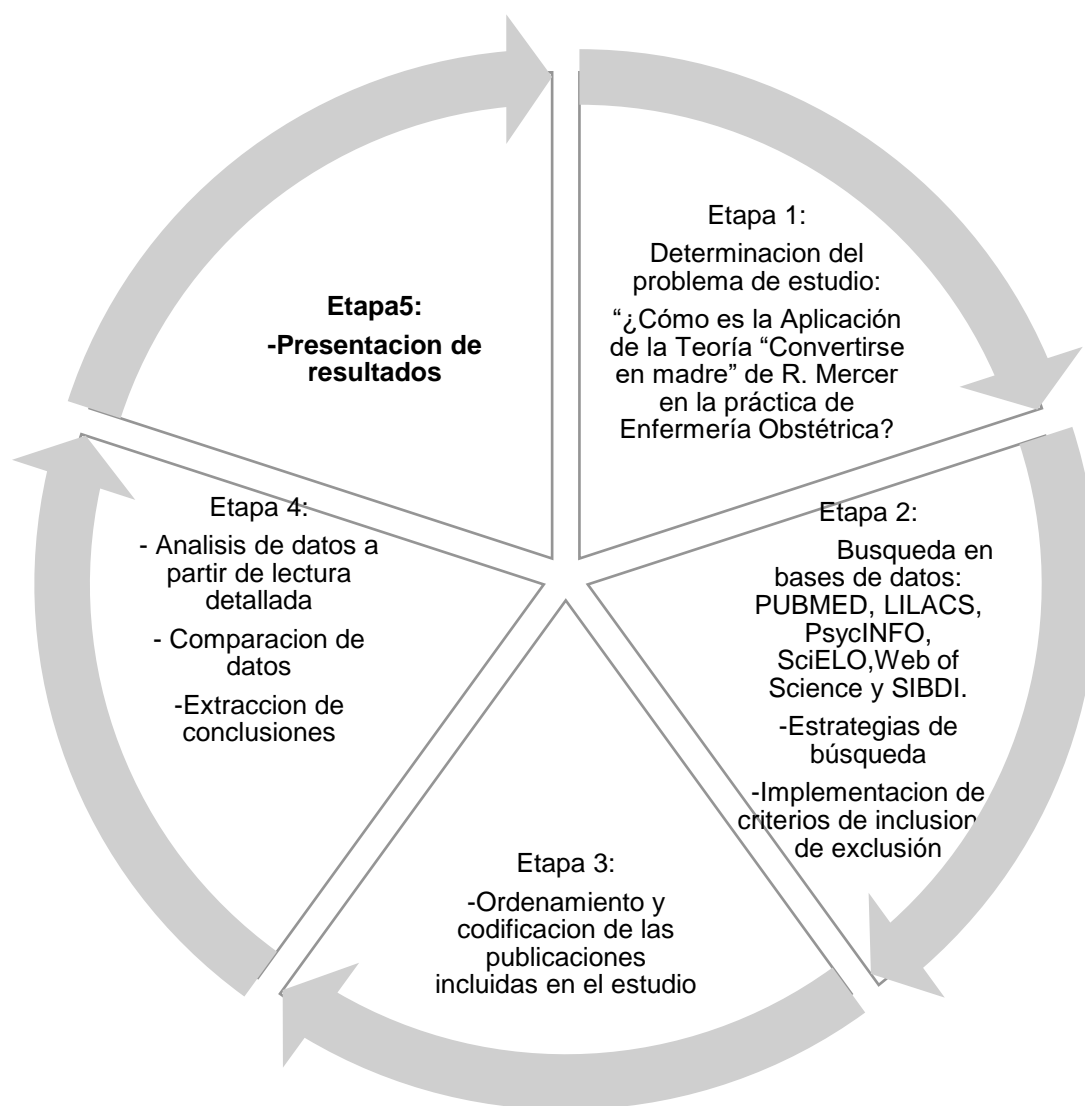 Etapa 1:
Determinacion del
problema de estudio:
“¿Cómo es la Aplicación
de la Teoría “Convertirse
en madre” de R. Mercer
en la práctica de
Enfermería Obstétrica?
Etapa 2:
Busqueda en
bases de datos:
PUBMED, LILACS,
PsycINFO,
SciELO,Web of
Science y SIBDI.
-Estrategias de
búsqueda
-Implementacion de
criterios de inclusion
de exclusión
Etapa 3:
-Ordenamiento y
codificacion de las
publicaciones
incluidas en el estudio
Etapa 4:
- Analisis de datos a
partir de lectura
detallada
- Comparacion de
datos
-Extraccion de
conclusiones
Etapa5:
-Presentacion de
resultados